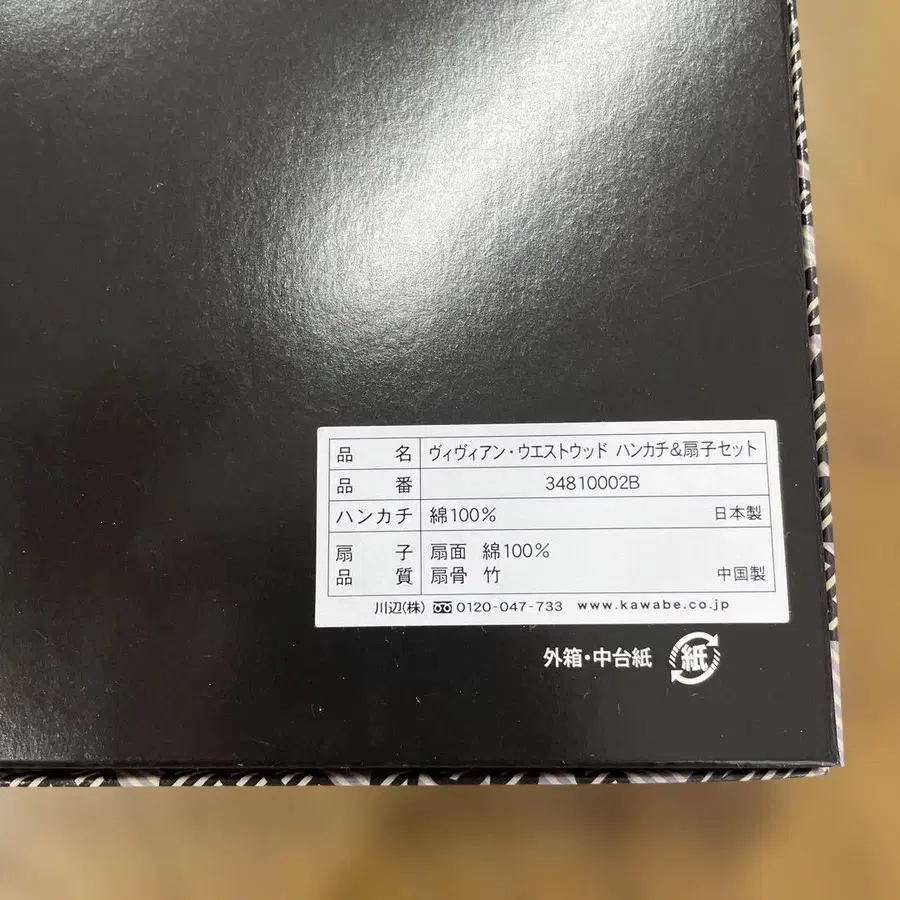 品名 ヴィヴィアン・ウエストウッド ハンカチ&扇子セット
品番 34810002B
ハンカチ 綿100% 日本製
扇子 扇面 綿100%
品質 扇骨 竹 中国製
川辺(株) 0120-047-733 www.kawabe.co.jp
外箱・中台紙 紙